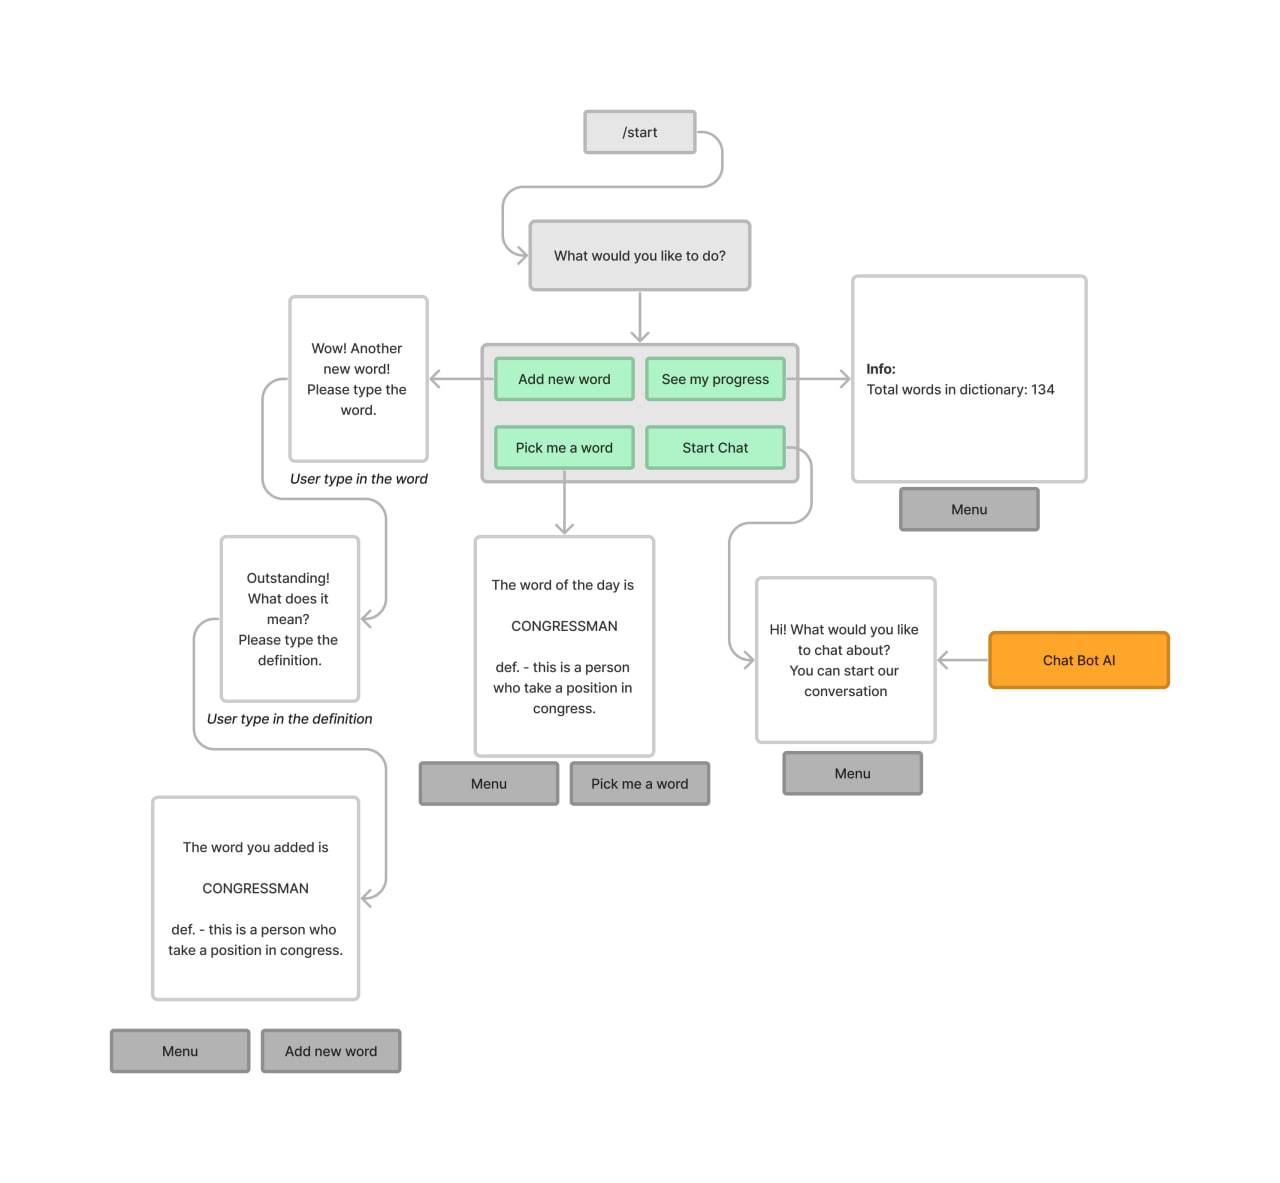 /start
What would you like to do?
Wow! Another
new word!
Please type the
word.
Add new word
See my progress
Pick me a word
Start Chat
Info:
Total words in dictionary: 134
Menu
User type in the word
Outstanding!
What does it
mean?
Please type the
definition.
User type in the definition
The word of the day is
CONGRESSMAN
def. - this is a person
who take a position in
congress.
Menu
Pick me a word
Hi! What would you like
to chat about?
You can start our
conversation
Chat Bot AI
Menu
The word you added is
CONGRESSMAN
def. - this is a person who
take a position in congress.
Menu
Add new word